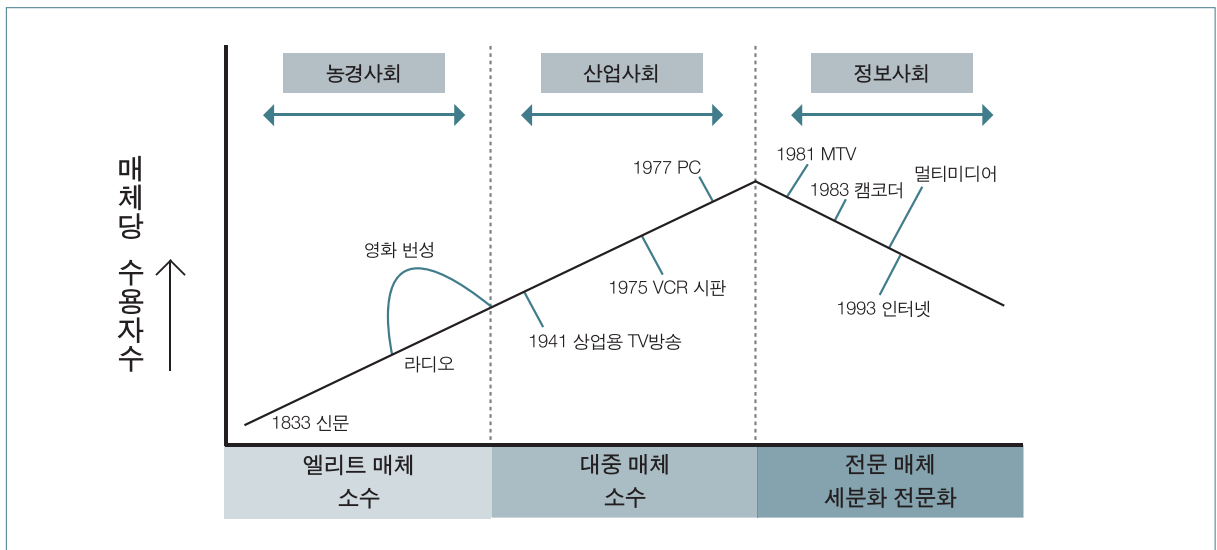 농경사회
산업사회
정보사회
매체당 수용자수
1977 PC
1981 MTV
1983 캠코더
멀티미디어
영화 번성
1975 VCR 시판
1993 인터넷
1941 상업용 TV방송
라디오
1833 신문
엘리트 매체
소수
대중 매체
소수
전문 매체
세분화 전문화